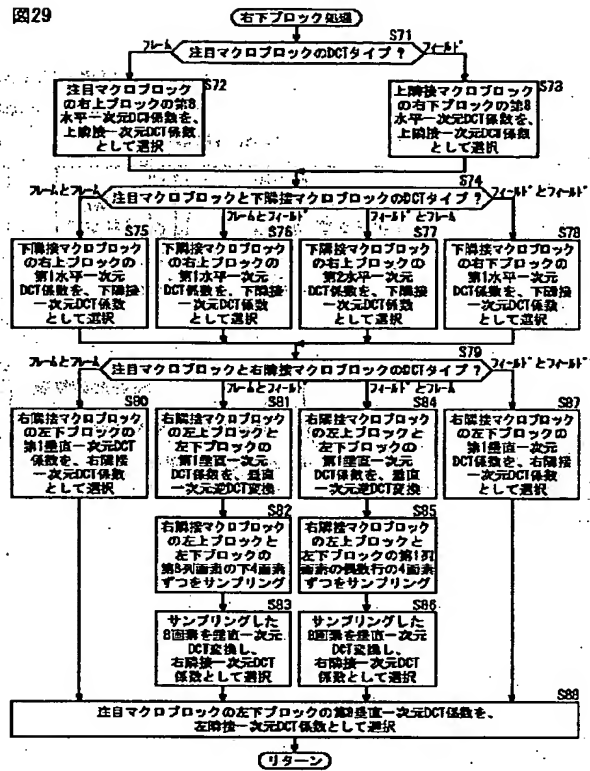 図29
右下ブロック処理
S71
注目マクロブロックのDCTタイプ?
フレーム
フィールド
S72
注目マクロブロック
の右上ブロックの第8
水平一次元DCT係数を、
上隣接一次元DCT係数
として選択
S73
上隣接マクロブロック
の右下ブロックの第8
水平一次元DCT係数を、
上隣接一次元DCT係数
として選択
S74
注目マクロブロックと下隣接マクロブロックのDCTタイプ?
フレームとフレーム
フレームとフィールド
フィールドとフレーム
フィールドとフィールド
S75
下隣接マクロブロック
の右上ブロックの
第1水平一次元
DCT係数を、下隣接
一次元DCT係数
として選択
S76
下隣接マクロブロック
の右上ブロックの
第1水平一次元
DCT係数を、下隣接
一次元DCT係数
として選択
S77
下隣接マクロブロック
の右上ブロックの
第2水平一次元
DCT係数を、下隣接
一次元DCT係数
として選択
S78
下隣接マクロブロック
の右下ブロックの
第1水平一次元
DCT係数を、下隣接
一次元DCT係数
として選択
S79
注目マクロブロックと右隣接マクロブロックのDCTタイプ?
フレームとフレーム
フレームとフィールド
フィールドとフレーム
フィールドとフィールド
S80
右隣接マクロブロック
の左下ブロックの
第1垂直一次元DCT
係数を、右隣接
一次元DCT係数
として選択
S81
右隣接マクロブロック
の左上ブロックと
左下ブロックの
第1垂直一次元
DCT係数を、垂直
一次元逆DCT変換
S84
右隣接マクロブロック
の左上ブロックと
左下ブロックの
第1垂直一次元
DCT係数を、垂直
一次元逆DCT変換
S87
右隣接マクロブロック
の左下ブロックの
第1垂直一次元
DCT係数を、右隣接
一次元DCT係数
として選択
S82
右隣接マクロブロック
の左上ブロックと
左下ブロックの
第8列画素の下4画素
ずつをサンプリング
S85
右隣接マクロブロック
の左上ブロックと
左下ブロックの第1列
画素の偶数行の4画素
ずつをサンプリング
S83
サンプリングした
8画素を垂直一次元
DCT変換し、
右隣接一次元DCT
係数として選択
S86
サンプリングした
8画素を垂直一次元
DCT変換し、
右隣接一次元DCT
係数として選択
S88
注目マクロブロックの左下ブロックの第8垂直一次元DCT係数を、
左隣接一次元DCT係数として選択
リターン